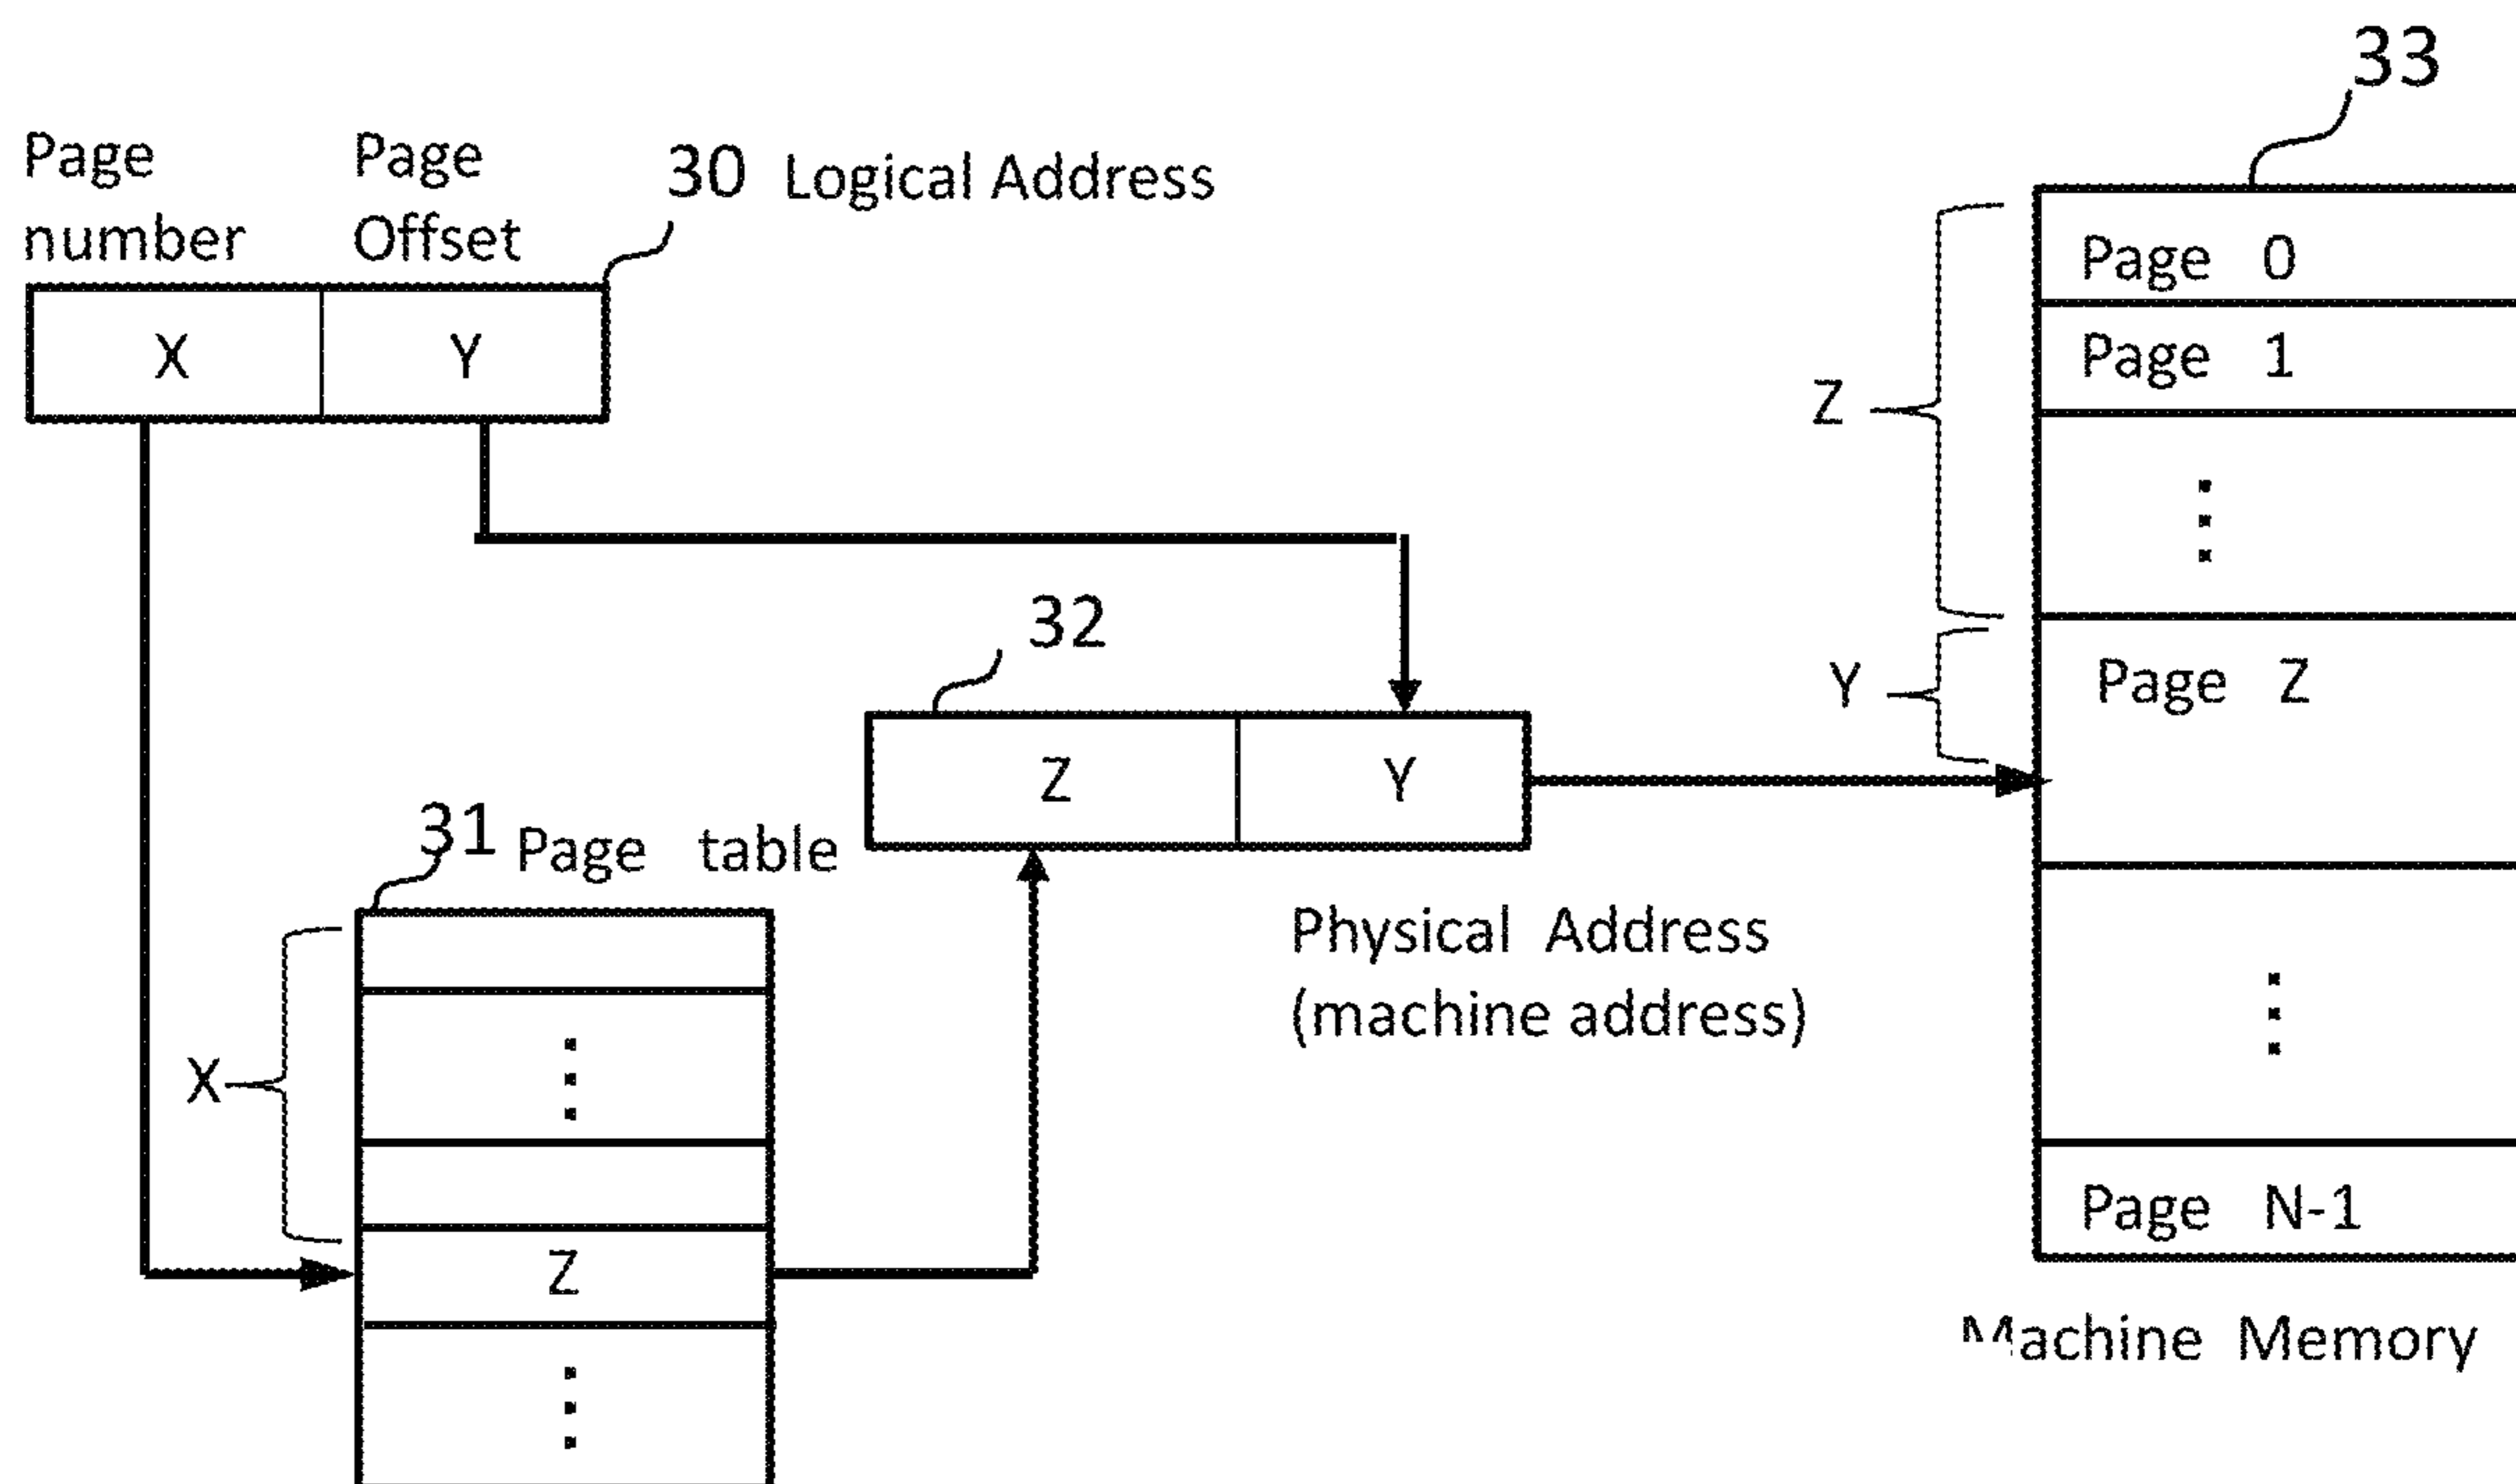 33
Page
number
Page
Offset
30 Logical Address
X Y
Page 0
Page 1
Z
Page Z
Y
32
Z Y
31 Page table
Physical Address
(machine address)
X
Z
Page N-1
Machine Memory